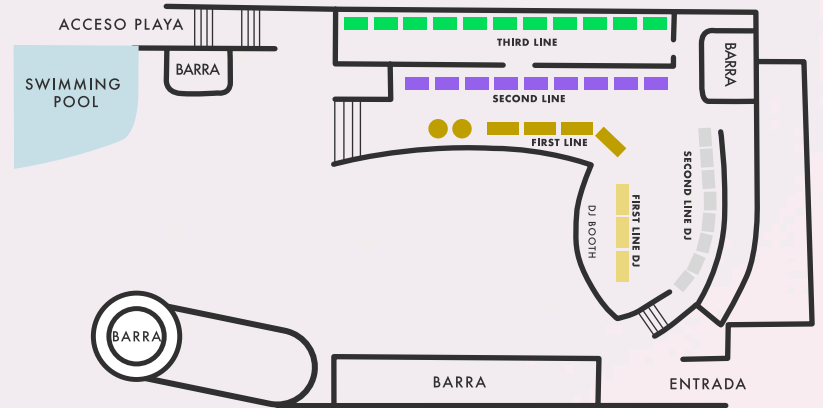 ACCESO PLAYA
THIRD LINE
BARRA
BARRA
SWIMMING
POOL
SECOND LINE
FIRST LINE
SECOND LINE DJ
FIRST LINE DJ
DJ BOOTH
BARRA
BARRA
ENTRADA